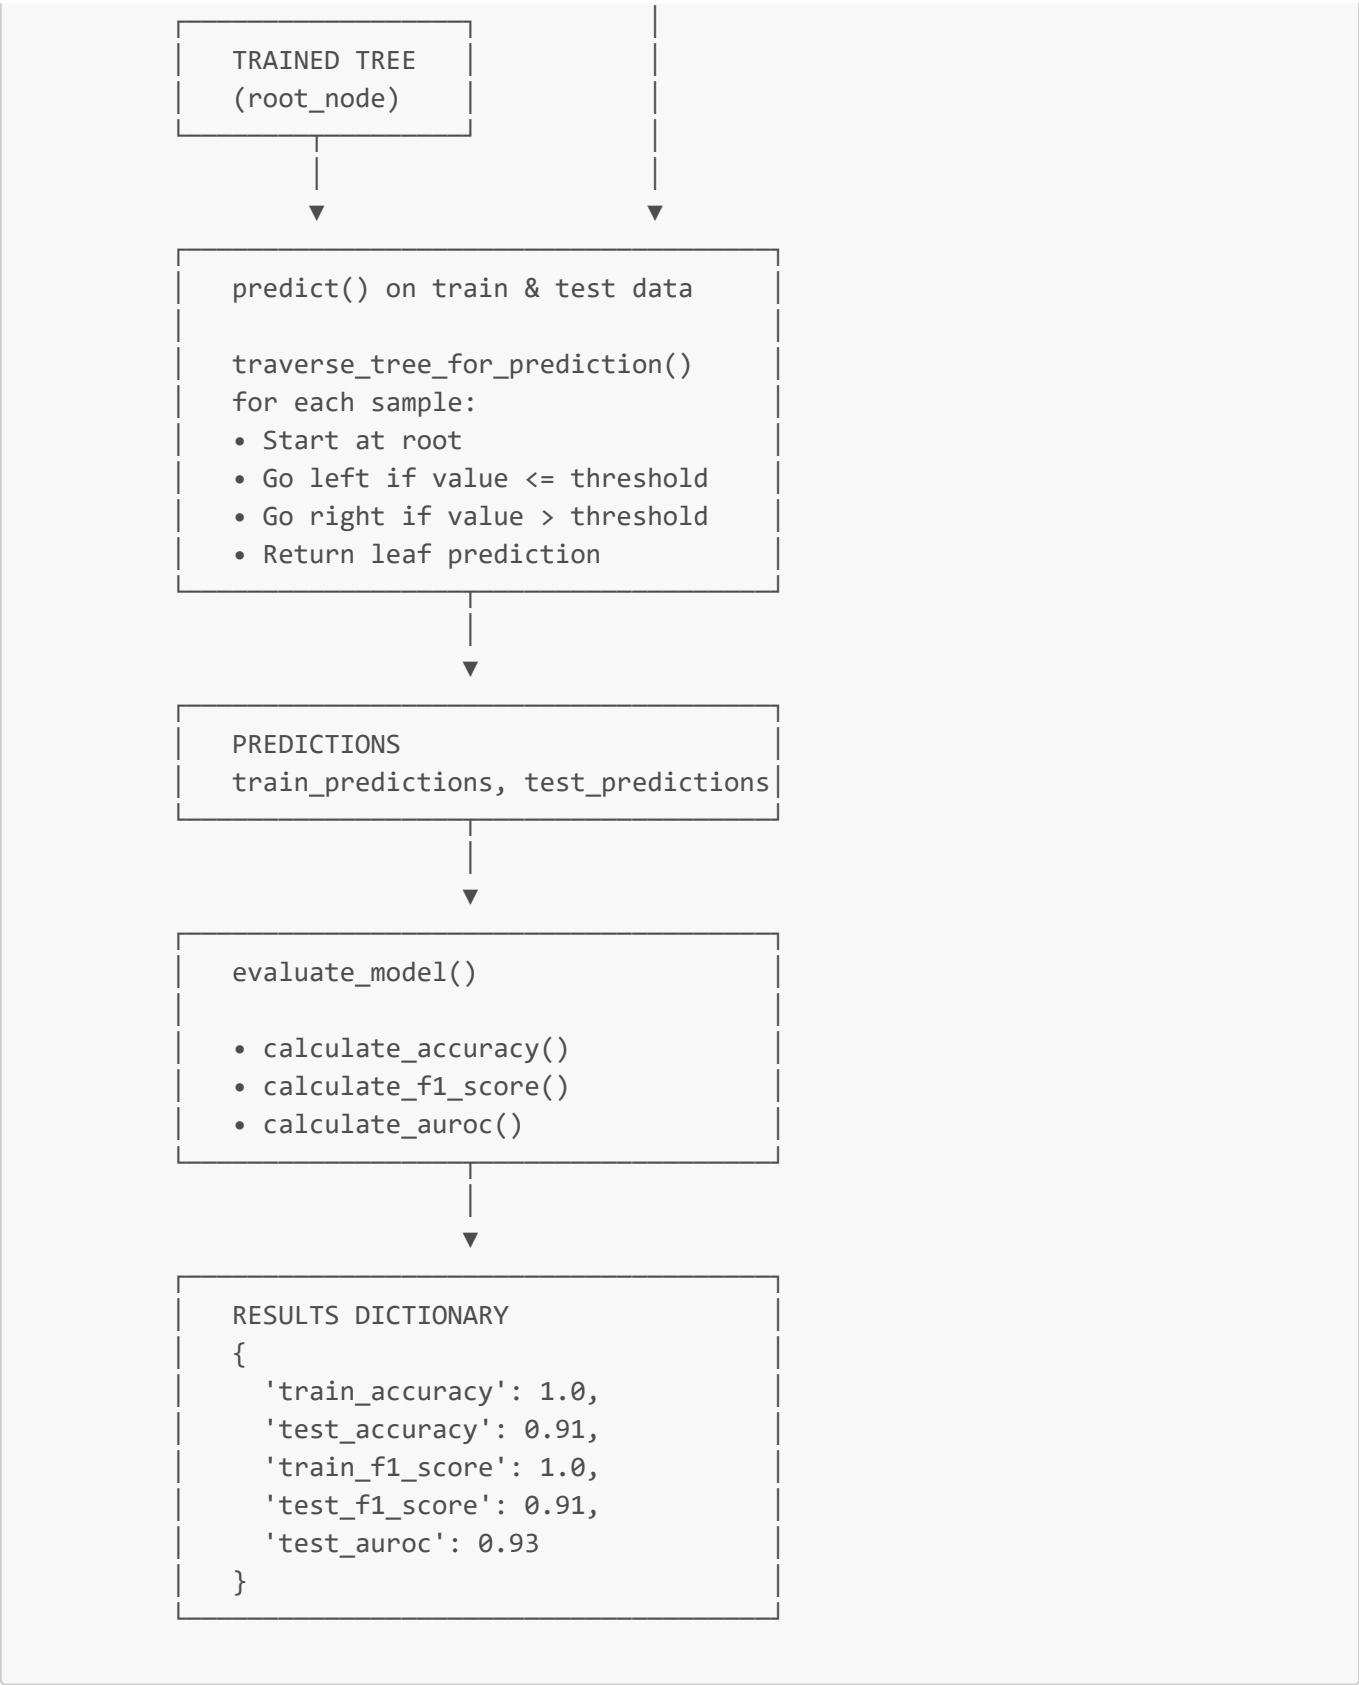 TRAINED TREE
(root_node)
predict() on train & test data
traverse_tree_for_prediction()
for each sample:
• Start at root
• Go left if value <= threshold
• Go right if value > threshold
• Return leaf prediction
PREDICTIONS
train_predictions, test_predictions
evaluate_model()
• calculate_accuracy()
• calculate_f1_score()
• calculate_auroc()
RESULTS DICTIONARY
{
'train_accuracy': 1.0,
'test_accuracy': 0.91,
'train_f1_score': 1.0,
'test_f1_score': 0.91,
'test_auroc': 0.93
}